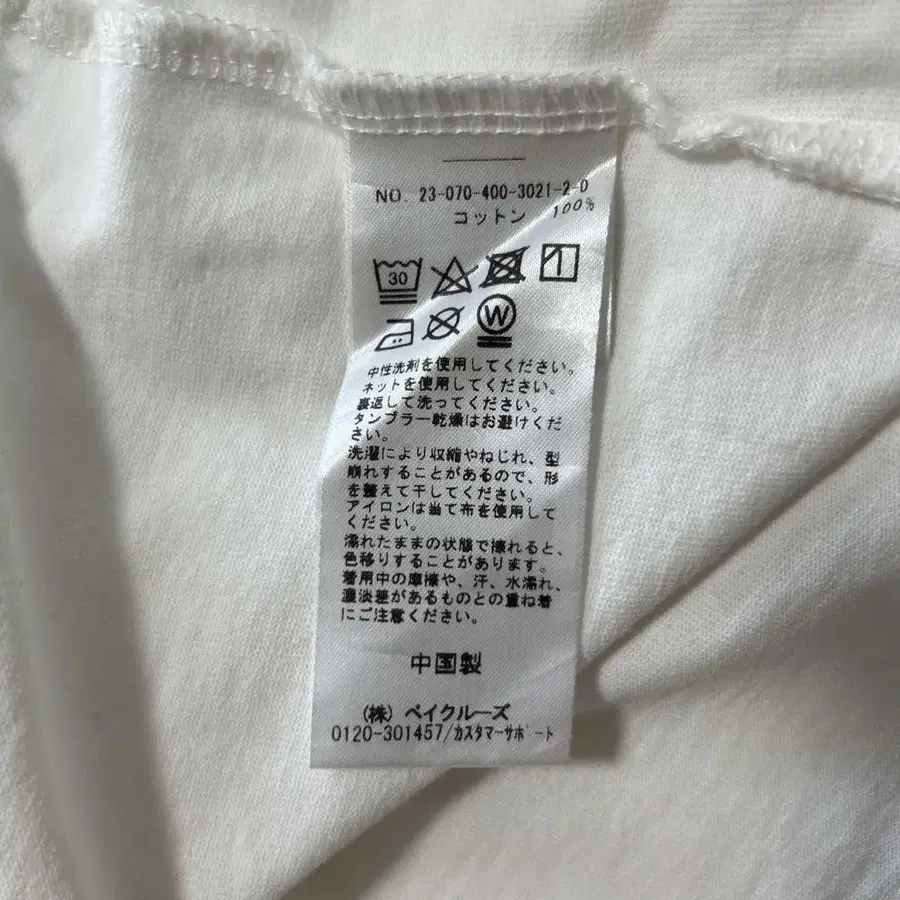 NO. 23-070-400-3021-2-0
コットン 100%
30
W
中性洗剤を使用してください。
ネットを使用してください。
裏返して洗ってください。
タンブラー乾燥はお避けくだ
さい。
洗濯により収縮やねじれ、型
崩れすることがあるので、形
を整えて干してください。
アイロンは当て布を使用して
ください。
濡れたままの状態で擦れると、
色移りすることがあります。
着用中の摩擦や、汗、水濡れ、
濃淡差があるものとの重ね着
にご注意ください。
中国製
(株) ベイクルーズ
0120-301457/カスタマーサポート